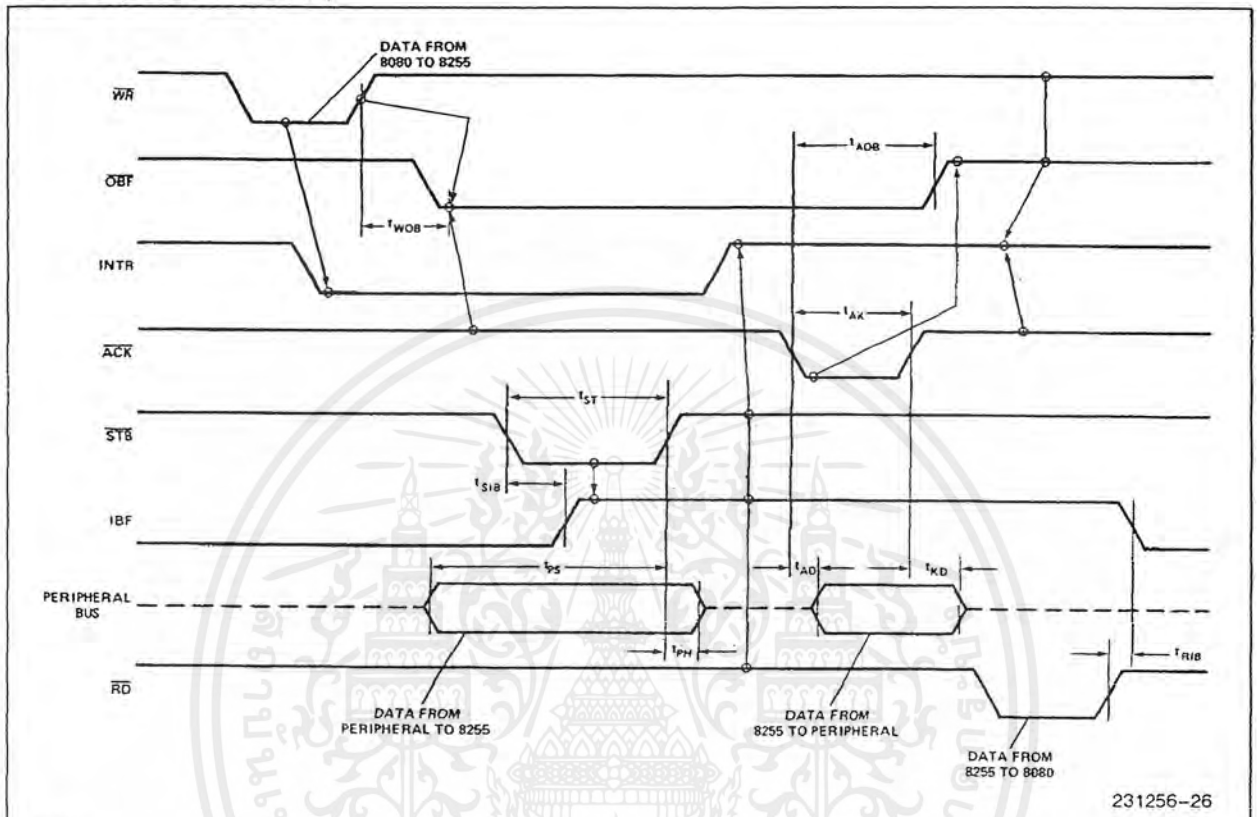 DATA FROM
8080 TO 8255
WR
tAOB
OBF
tWOB
INTR
tAK
ACK
tST
STB
tSIB
IBF
tPS
tAD
tKD
PERIPHERAL
BUS
tPH
tRIB
RD
DATA FROM
PERIPHERAL TO 8255
DATA FROM
8255 TO PERIPHERAL
DATA FROM
8255 TO 8080
231256-26